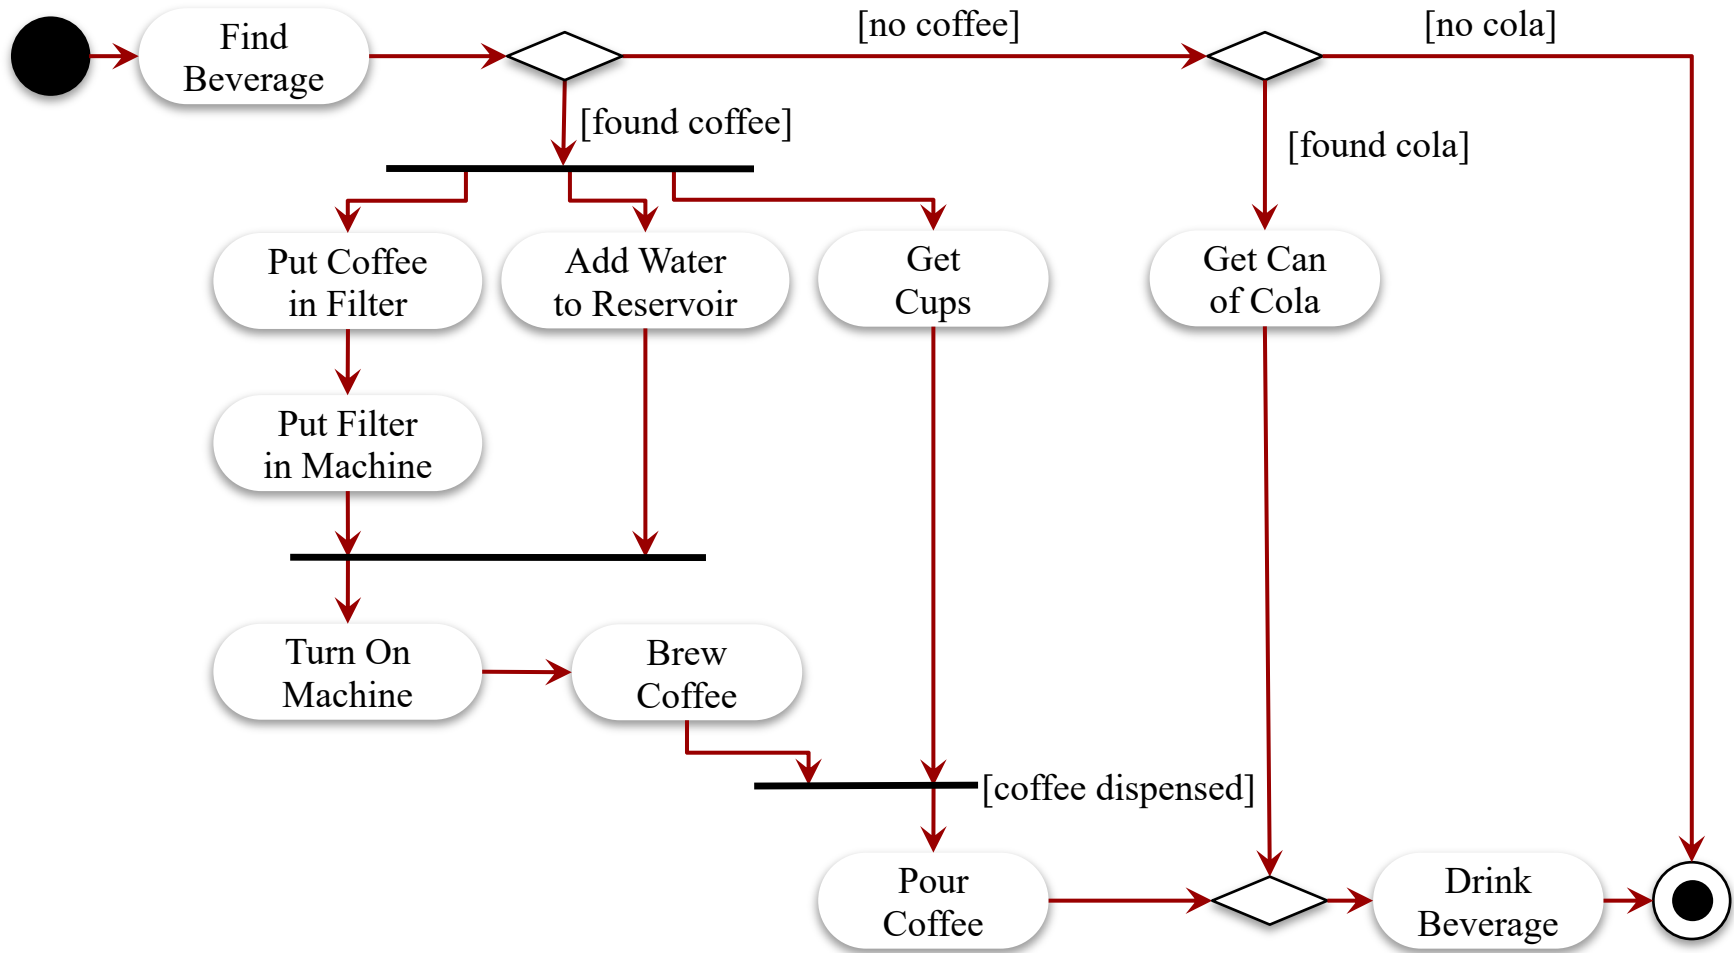 Find
Beverage
[no coffee]
[no cola]
[found coffee]
[found cola]
Put Coffee
in Filter
Add Water
to Reservoir
Get
Cups
Get Can
of Cola
Put Filter
in Machine
Turn On
Machine
Brew
Coffee
[coffee dispensed]
Pour
Coffee
Drink
Beverage